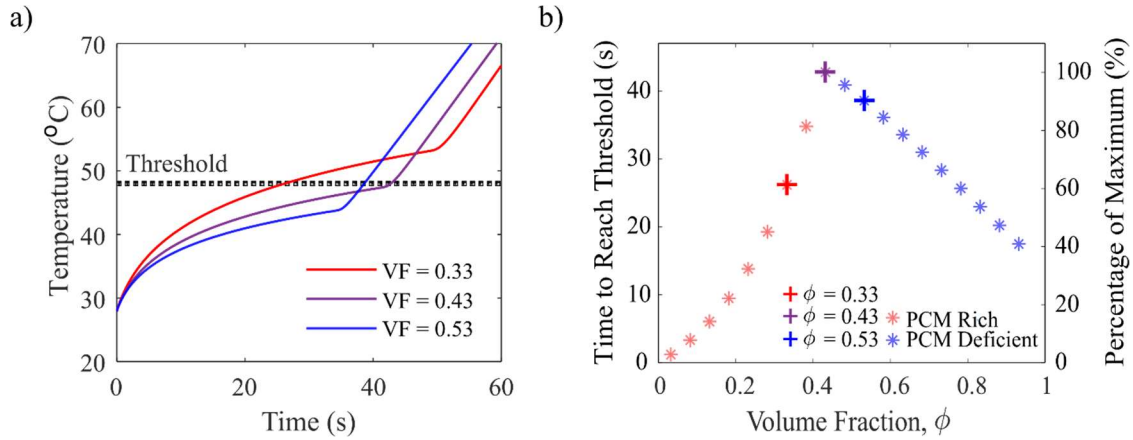 a)
70
60
50
40
30
20
Temperature (°C)
Threshold
VF = 0.33
VF = 0.43
VF = 0.53
0
20
40
60
Time (s)
b)
Time to Reach Threshold (s)
40
30
20
10
0
100
80
60
40
20
0
Percentage of Maximum (%)
ϕ = 0.33
ϕ = 0.43
ϕ = 0.53
PCM Rich
PCM Deficient
0
0.2
0.4
0.6
0.8
1
Volume Fraction, ϕ